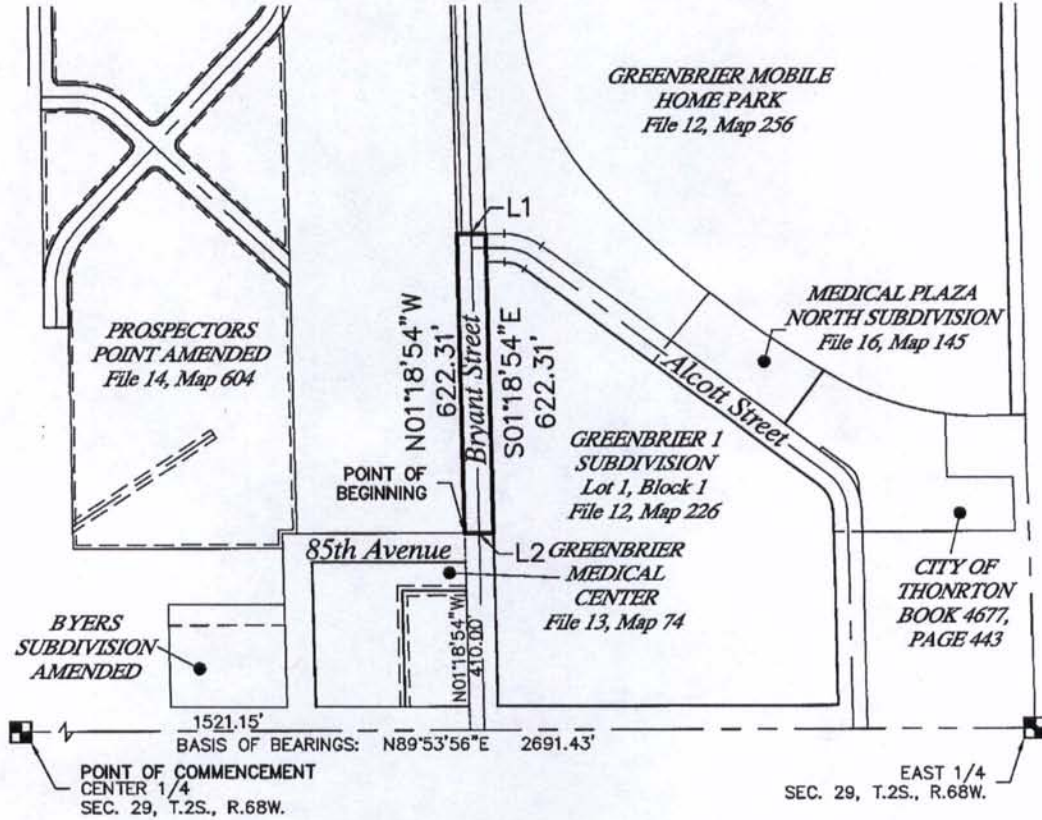 GREENBRIER MOBILE
HOME PARK
File 12, Map 256
L1
MEDICAL PLAZA
NORTH SUBDIVISION
File 16, Map 145
PROSPECTORS
POINT AMENDED
File 14, Map 604
N01°18'54"W
622.31'
Bryant Street
S01°18'54"E
622.31'
Alcott Street
GREENBRIER 1
SUBDIVISION
Lot 1, Block 1
File 12, Map 226
POINT OF
BEGINNING
85th Avenue
L2
GREENBRIER
MEDICAL
CENTER
File 13, Map 74
CITY OF
THONRTON
BOOK 4677,
PAGE 443
BYERS
SUBDIVISION
AMENDED
N01°18'54"W
410.00'
1521.15'
BASIS OF BEARINGS: N89°53'56"E 2691.43'
POINT OF COMMENCEMENT
CENTER 1/4
SEC. 29, T.2S., R.68W.
EAST 1/4
SEC. 29, T.2S., R.68W.